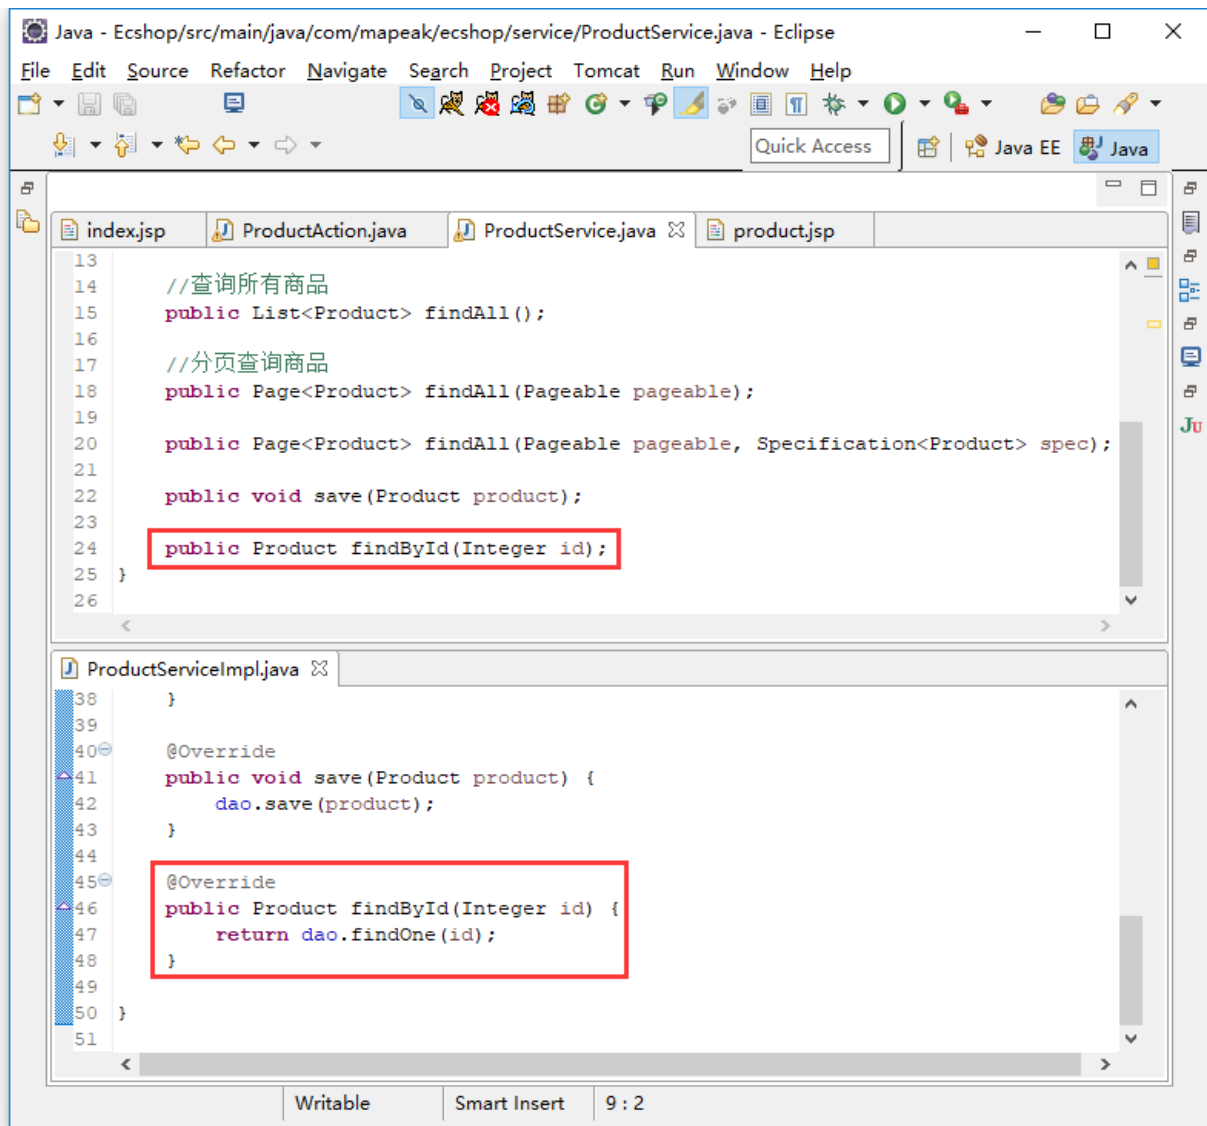 Java - Ecshop/src/main/java/com/mapeak/ecshop/service/ProductService.java - Eclipse
File Edit Source Refactor Navigate Search Project Tomcat Run Window Help
Quick Access Java EE Java
index.jsp ProductAction.java ProductService.java product.jsp
13
14 //查询所有商品
15 public List<Product> findAll();
16
17 //分页查询商品
18 public Page<Product> findAll(Pageable pageable);
19
20 public Page<Product> findAll(Pageable pageable, Specification<Product> spec);
21
22 public void save(Product product);
23
24 public Product findById(Integer id);
25 }
26
ProductServiceImpl.java
38 }
39
40 @Override
41 public void save(Product product) {
42 dao.save(product);
43 }
44
45 @Override
46 public Product findById(Integer id) {
47 return dao.findOne(id);
48 }
49
50 }
51
Writable Smart Insert 9 : 2